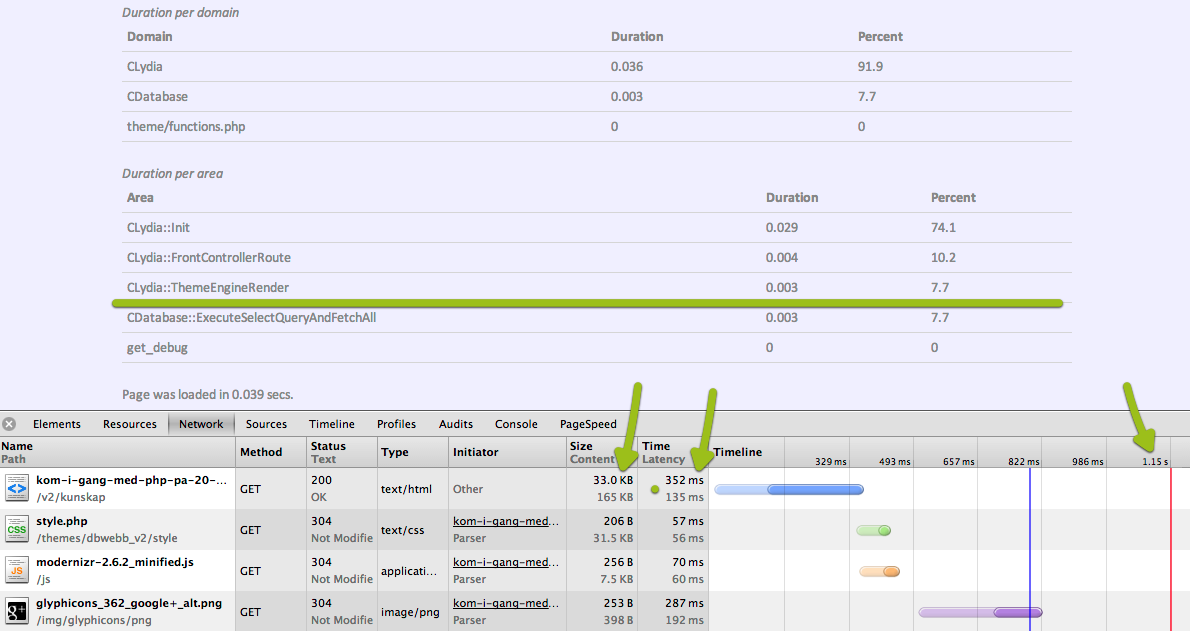 Duration per domain
Domain Duration Percent
CLydia 0.036 91.9
CDatabase 0.003 7.7
theme/functions.php 0 0
Duration per area
Area Duration Percent
CLydia::Init 0.029 74.1
CLydia::FrontControllerRoute 0.004 10.2
CLydia::ThemeEngineRender 0.003 7.7
CDatabase::ExecuteSelectQueryAndFetchAll 0.003 7.7
get_debug 0 0
Page was loaded in 0.039 secs.
Elements Resources Network Sources Timeline Profiles Audits Console PageSpeed
Name Method Status Type Initiator Size Time Timeline
Path Text Content Latency 329 ms 493 ms 657 ms 822 ms 986 ms 1.15 s
kom-i-gang-med-php-pa-20-... GET 200 text/html Other 33.0 KB 352 ms
/v2/kunskap OK 165 KB 135 ms
style.php GET 304 text/css kom-i-gang-med... 206 B 57 ms
/themes/dbwebb_v2/style Not Modifie Parser 31.5 KB 56 ms
modernizr-2.6.2_minified.js GET 304 applicati... kom-i-gang-med... 256 B 70 ms
/js Not Modifie Parser 7.5 KB 60 ms
glyphicons_362_google+_alt.png GET 304 image/png kom-i-gang-med... 253 B 287 ms
/img/glyphicons/png Not Modifie Parser 398 B 192 ms